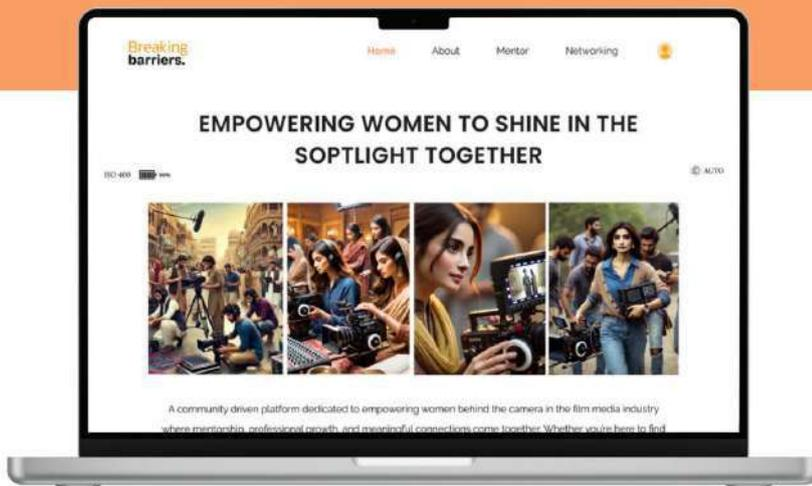 Breaking
barriers.
Home About Mentor Networking
EMPOWERING WOMEN TO SHINE IN THE
SOPTLIGHT TOGETHER
ISO 400
AUTO
A community driven platform dedicated to empowering women behind the camera in the film media industry
where mentorship, professional growth, and meaningful connections come together. Whether you're here to find